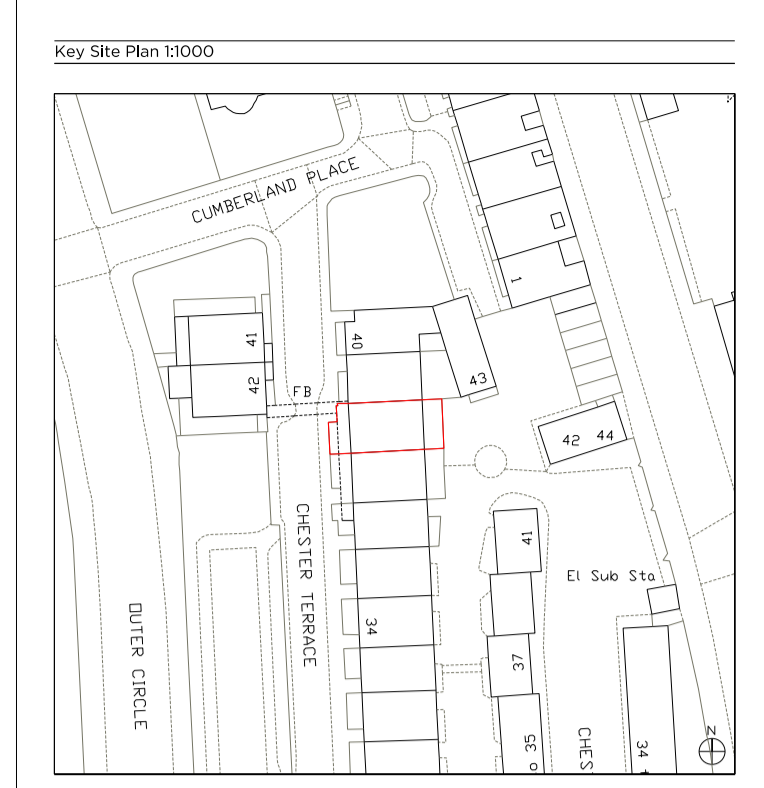 Key Site Plan 1:1000
CUMBERLAND PLACE
1
41
40
42
FB
43
42 44
CHESTER TERRACE
41
El Sub Sta
OUTER CIRCLE
34
37
35
CHES
34
N